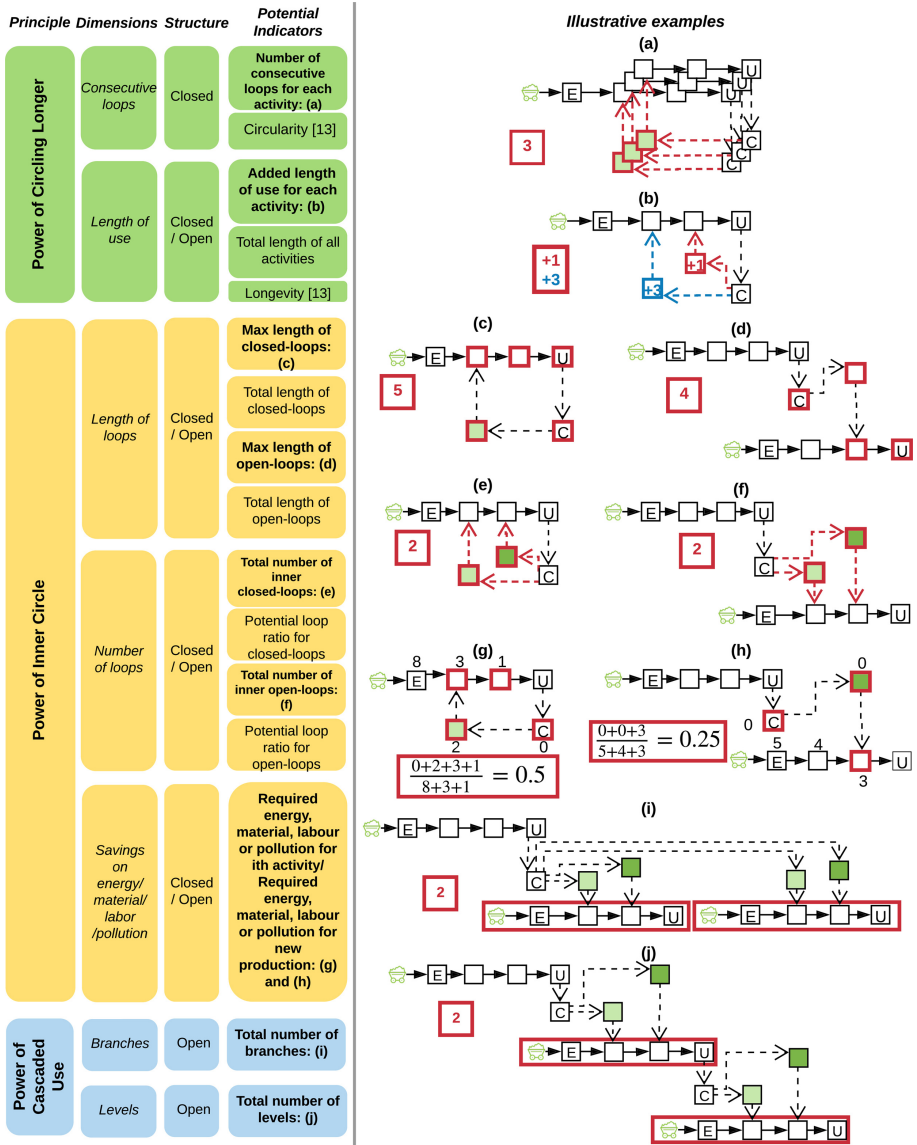 Principle
Dimensions
Structure
Potential
Indicators
Power of Circling Longer
Consecutive
loops
Closed
Number of
consecutive
loops for each
activity: (a)
Circularity [13]
Length of
use
Closed
/ Open
Added length
of use for each
activity: (b)
Total length of all
activities
Longevity [13]
Power of Inner Circle
Length of
loops
Closed
/ Open
Max length of
closed-loops:
(c)
Total length of
closed-loops
Max length of
open-loops: (d)
Total length of
open-loops
Number of
loops
Closed
/ Open
Total number of
inner
closed-loops: (e)
Potential loop
ratio for
closed-loops
Total number of
inner open-loops:
(f)
Potential loop
ratio for
open-loops
Savings
on
energy/
material/
labor
/pollution
Closed
/ Open
Required
energy,
material, labour
or pollution for
ith activity/
Required
energy,
material, labour
or pollution for
new
production: (g)
and (h)
Power of
Cascaded
Use
Branches
Open
Total number of
branches: (i)
Levels
Open
Total number of
levels: (j)
Illustrative examples
(a)
E
U
U
U
3
C
C
C
(b)
E
U
+1
+3
+1
+3
C
(c)
E
U
5
C
(d)
E
U
4
C
E
U
(e)
E
U
2
C
(f)
E
U
2
C
E
U
(g)
8
3
1
E
U
C
2
0
0+2+3+1
8+3+1
= 0.5
(h)
0
E
U
0
C
0+0+3
5+4+3
= 0.25
5
4
E
U
3
(i)
E
U
C
2
E
U
E
U
(j)
E
U
C
2
E
U
C
E
U